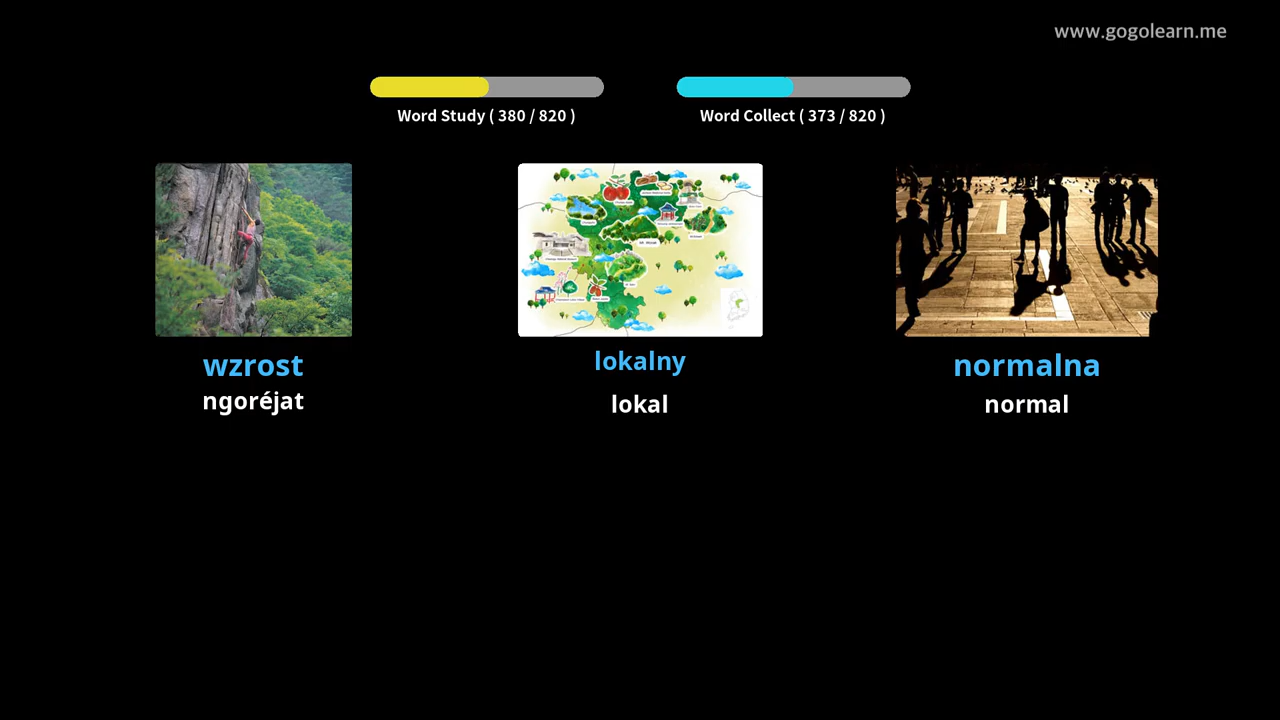 www.gogolearn.me
Word Study ( 380 / 820 )
Word Collect ( 373 / 820 )
wzrost
ngoréjat
lokalny
lokal
normalna
normal